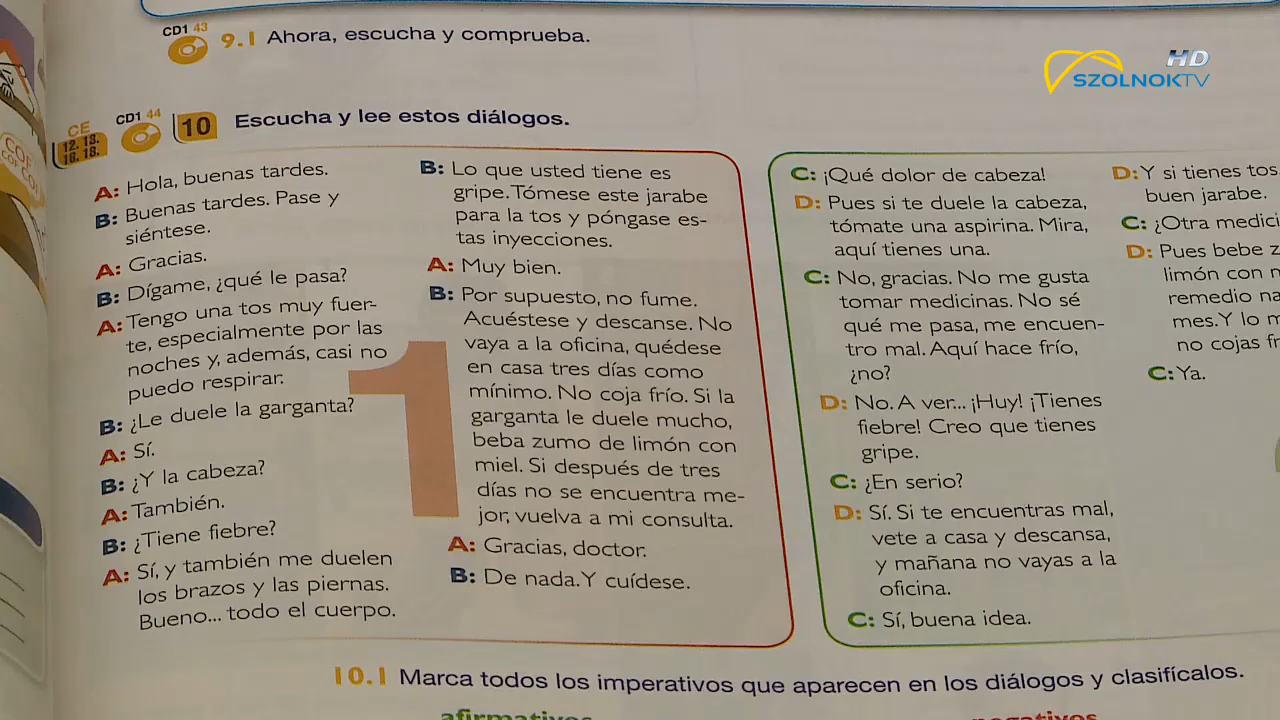 CD1 43
9.1 Ahora, escucha y comprueba.
HD
SZOLNOKTV
CE
12. 13.
16. 18.
CD1 44
10 Escucha y lee estos diálogos.
A: Hola, buenas tardes.
B: Buenas tardes. Pase y
siéntese.
A: Gracias.
B: Dígame, ¿qué le pasa?
A: Tengo una tos muy fuer-
te, especialmente por las
noches y, además, casi no
puedo respirar.
B: ¿Le duele la garganta?
A: Sí.
B: ¿Y la cabeza?
A: También.
B: ¿Tiene fiebre?
A: Sí, y también me duelen
los brazos y las piernas.
Bueno... todo el cuerpo.
1
B: Lo que usted tiene es
gripe. Tómese este jarabe
para la tos y póngase es-
tas inyecciones.
A: Muy bien.
B: Por supuesto, no fume.
Acuéstese y descanse. No
vaya a la oficina, quédese
en casa tres días como
mínimo. No coja frío. Si la
garganta le duele mucho,
beba zumo de limón con
miel. Si después de tres
días no se encuentra me-
jor, vuelva a mi consulta.
A: Gracias, doctor.
B: De nada. Y cuídese.
C: ¡Qué dolor de cabeza!
D: Pues si te duele la cabeza,
tómate una aspirina. Mira,
aquí tienes una.
C: No, gracias. No me gusta
tomar medicinas. No sé
qué me pasa, me encuen-
tro mal. Aquí hace frío,
¿no?
D: No. A ver... ¡Huy! ¡Tienes
fiebre! Creo que tienes
gripe.
C: ¿En serio?
D: Sí. Si te encuentras mal,
vete a casa y descansa,
y mañana no vayas a la
oficina.
C: Sí, buena idea.
D: Y si tienes tos
buen jarabe.
C: ¿Otra medici
D: Pues bebe z
limón con m
remedio na
mes. Y lo m
no cojas fr
C: Ya.
10.1 Marca todos los imperativos que aparecen en los diálogos y clasifícalos.
afirmativos
negativos